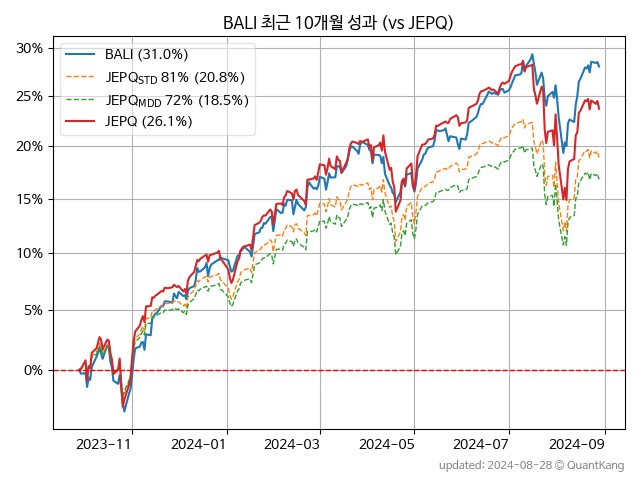 BALI 최근 10개월 성과 (vs JEPQ)
BALI (31.0%)
JEPQSTD 81% (20.8%)
JEPQMDD 72% (18.5%)
JEPQ (26.1%)
30%
25%
20%
15%
10%
5%
0%
2023-11
2024-01
2024-03
2024-05
2024-07
2024-09
updated: 2024-08-28 © QuantKang